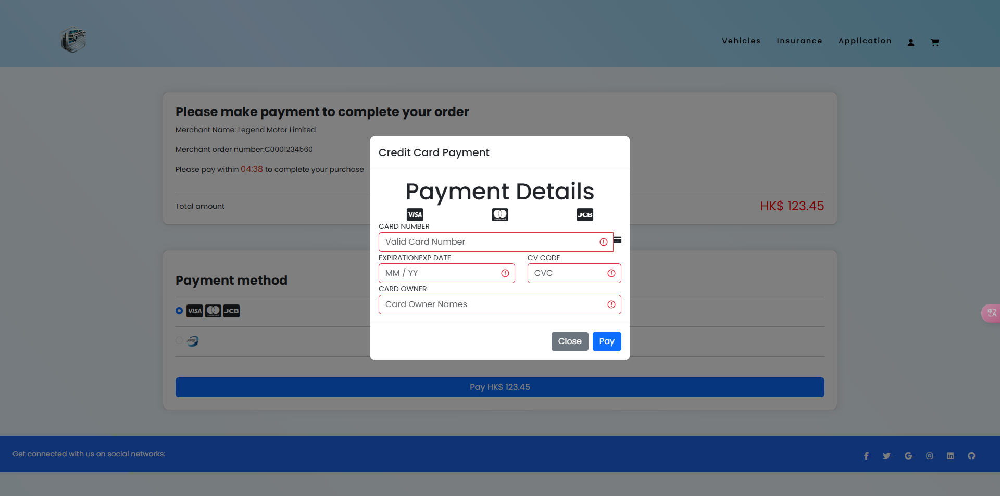 Vehicles Insurance Application
Please make payment to complete your order
Merchant Name: Legend Motor Limited
Merchant order number:C0001234560
Please pay within 04:38 to complete your purchase
Total amount
HK$ 123.45
Credit Card Payment
Payment Details
VISA mastercard JCB
CARD NUMBER
Valid Card Number
EXPIRATIONEXP DATE
CV CODE
MM / YY
CVC
CARD OWNER
Card Owner Names
Close Pay
Payment method
VISA mastercard JCB
FPS
Pay HK$ 123.45
Get connected with us on social networks: